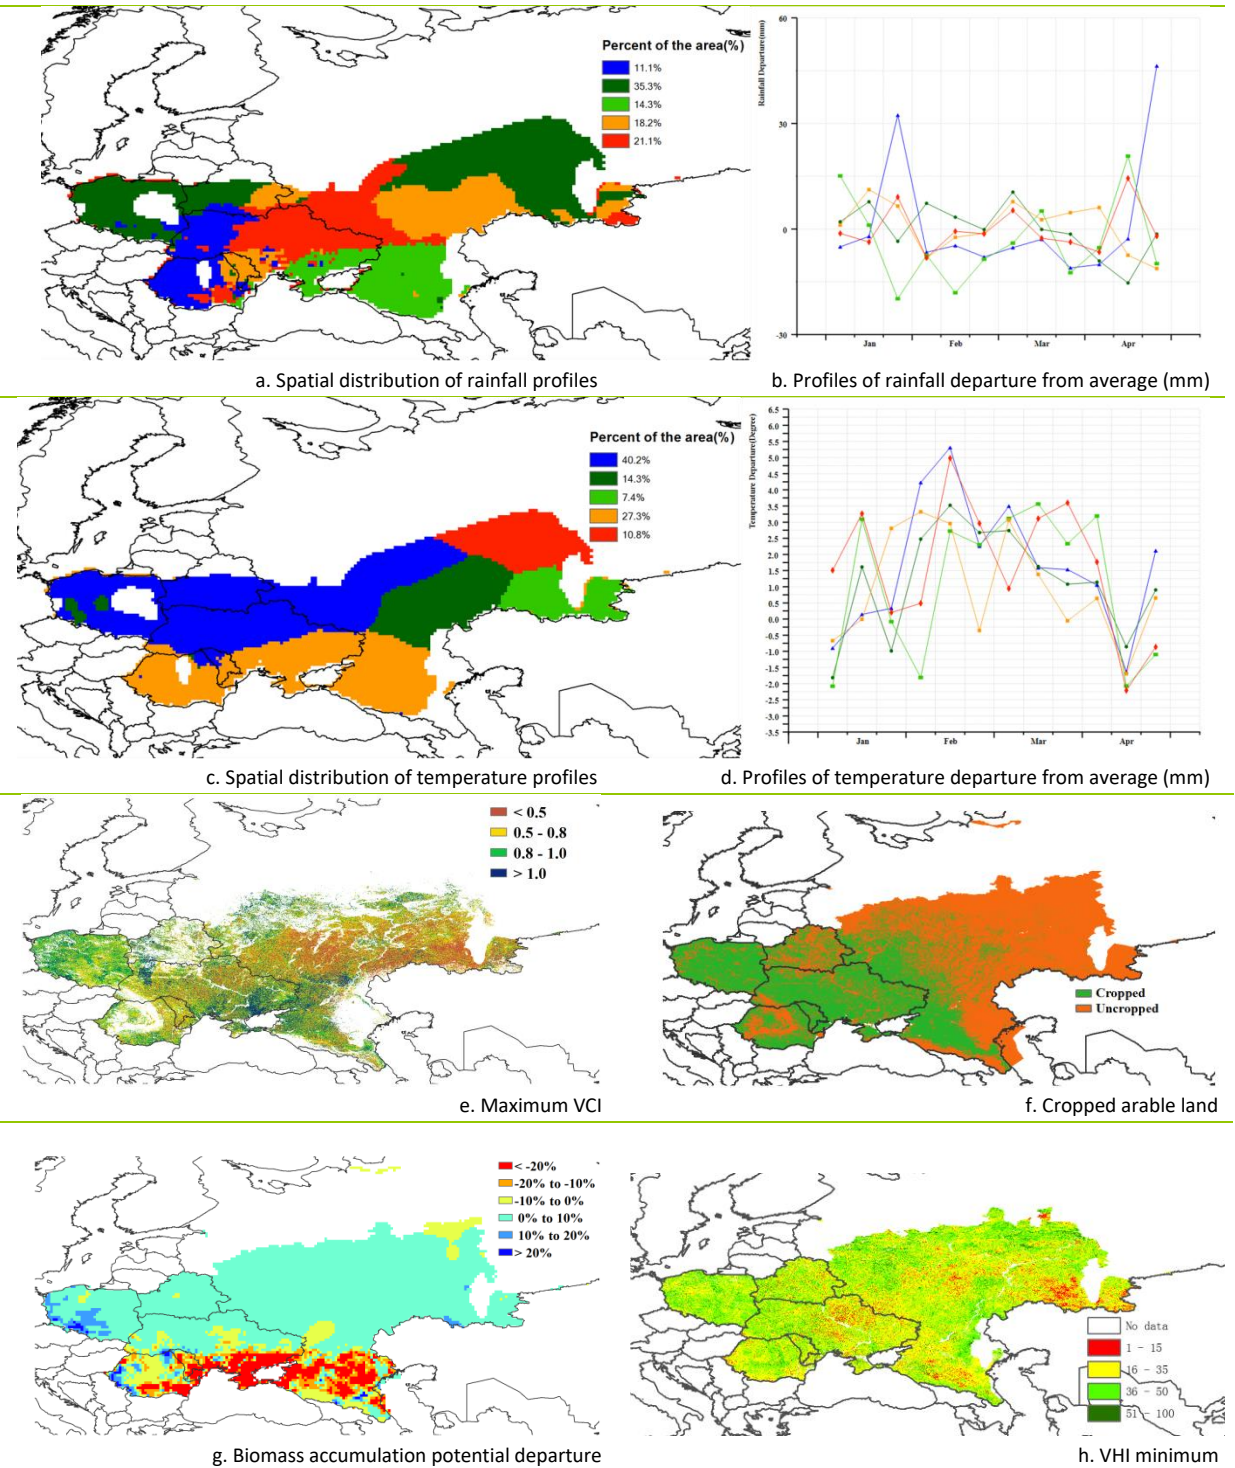 Percent of the area(%)
11.1%
35.3%
14.3%
18.2%
21.1%
60
30
0
-30
Rainfall Departure(mm)
Jan
Feb
Mar
Apr
a. Spatial distribution of rainfall profiles
b. Profiles of rainfall departure from average (mm)
Percent of the area(%)
40.2%
14.3%
7.4%
27.3%
10.8%
6.5
6.0
5.5
5.0
4.5
4.0
3.5
3.0
2.5
2.0
1.5
1.0
0.5
0.0
-0.5
-1.0
-1.5
-2.0
-2.5
-3.0
-3.5
Temperature Departure(Degree)
Jan
Feb
Mar
Apr
c. Spatial distribution of temperature profiles
d. Profiles of temperature departure from average (mm)
< 0.5
0.5 - 0.8
0.8 - 1.0
> 1.0
Cropped
Uncropped
e. Maximum VCI
f. Cropped arable land
< -20%
-20% to -10%
-10% to 0%
0% to 10%
10% to 20%
> 20%
No data
1 - 15
16 - 35
36 - 50
51 - 100
g. Biomass accumulation potential departure
h. VHI minimum